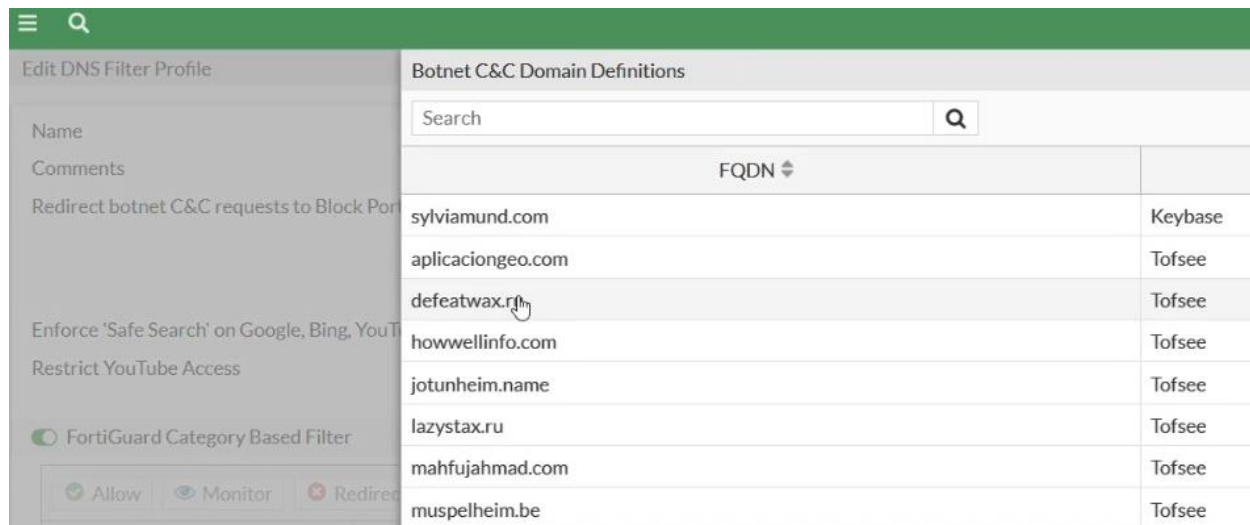 Edit DNS Filter Profile
Botnet C&C Domain Definitions
Search
Name
Comments
Redirect botnet C&C requests to Block Port
Enforce 'Safe Search' on Google, Bing, YouT
Restrict YouTube Access
FortiGuard Category Based Filter
Allow Monitor Redirec
FQDN
sylviamund.com Keybase
aplicaciongeo.com Tofsee
Tofsee
howwellinfo.com Tofsee
jotunheim.name Tofsee
lazystax.ru Tofsee
mahfujahmad.com Tofsee
muspelheim.be Tofsee